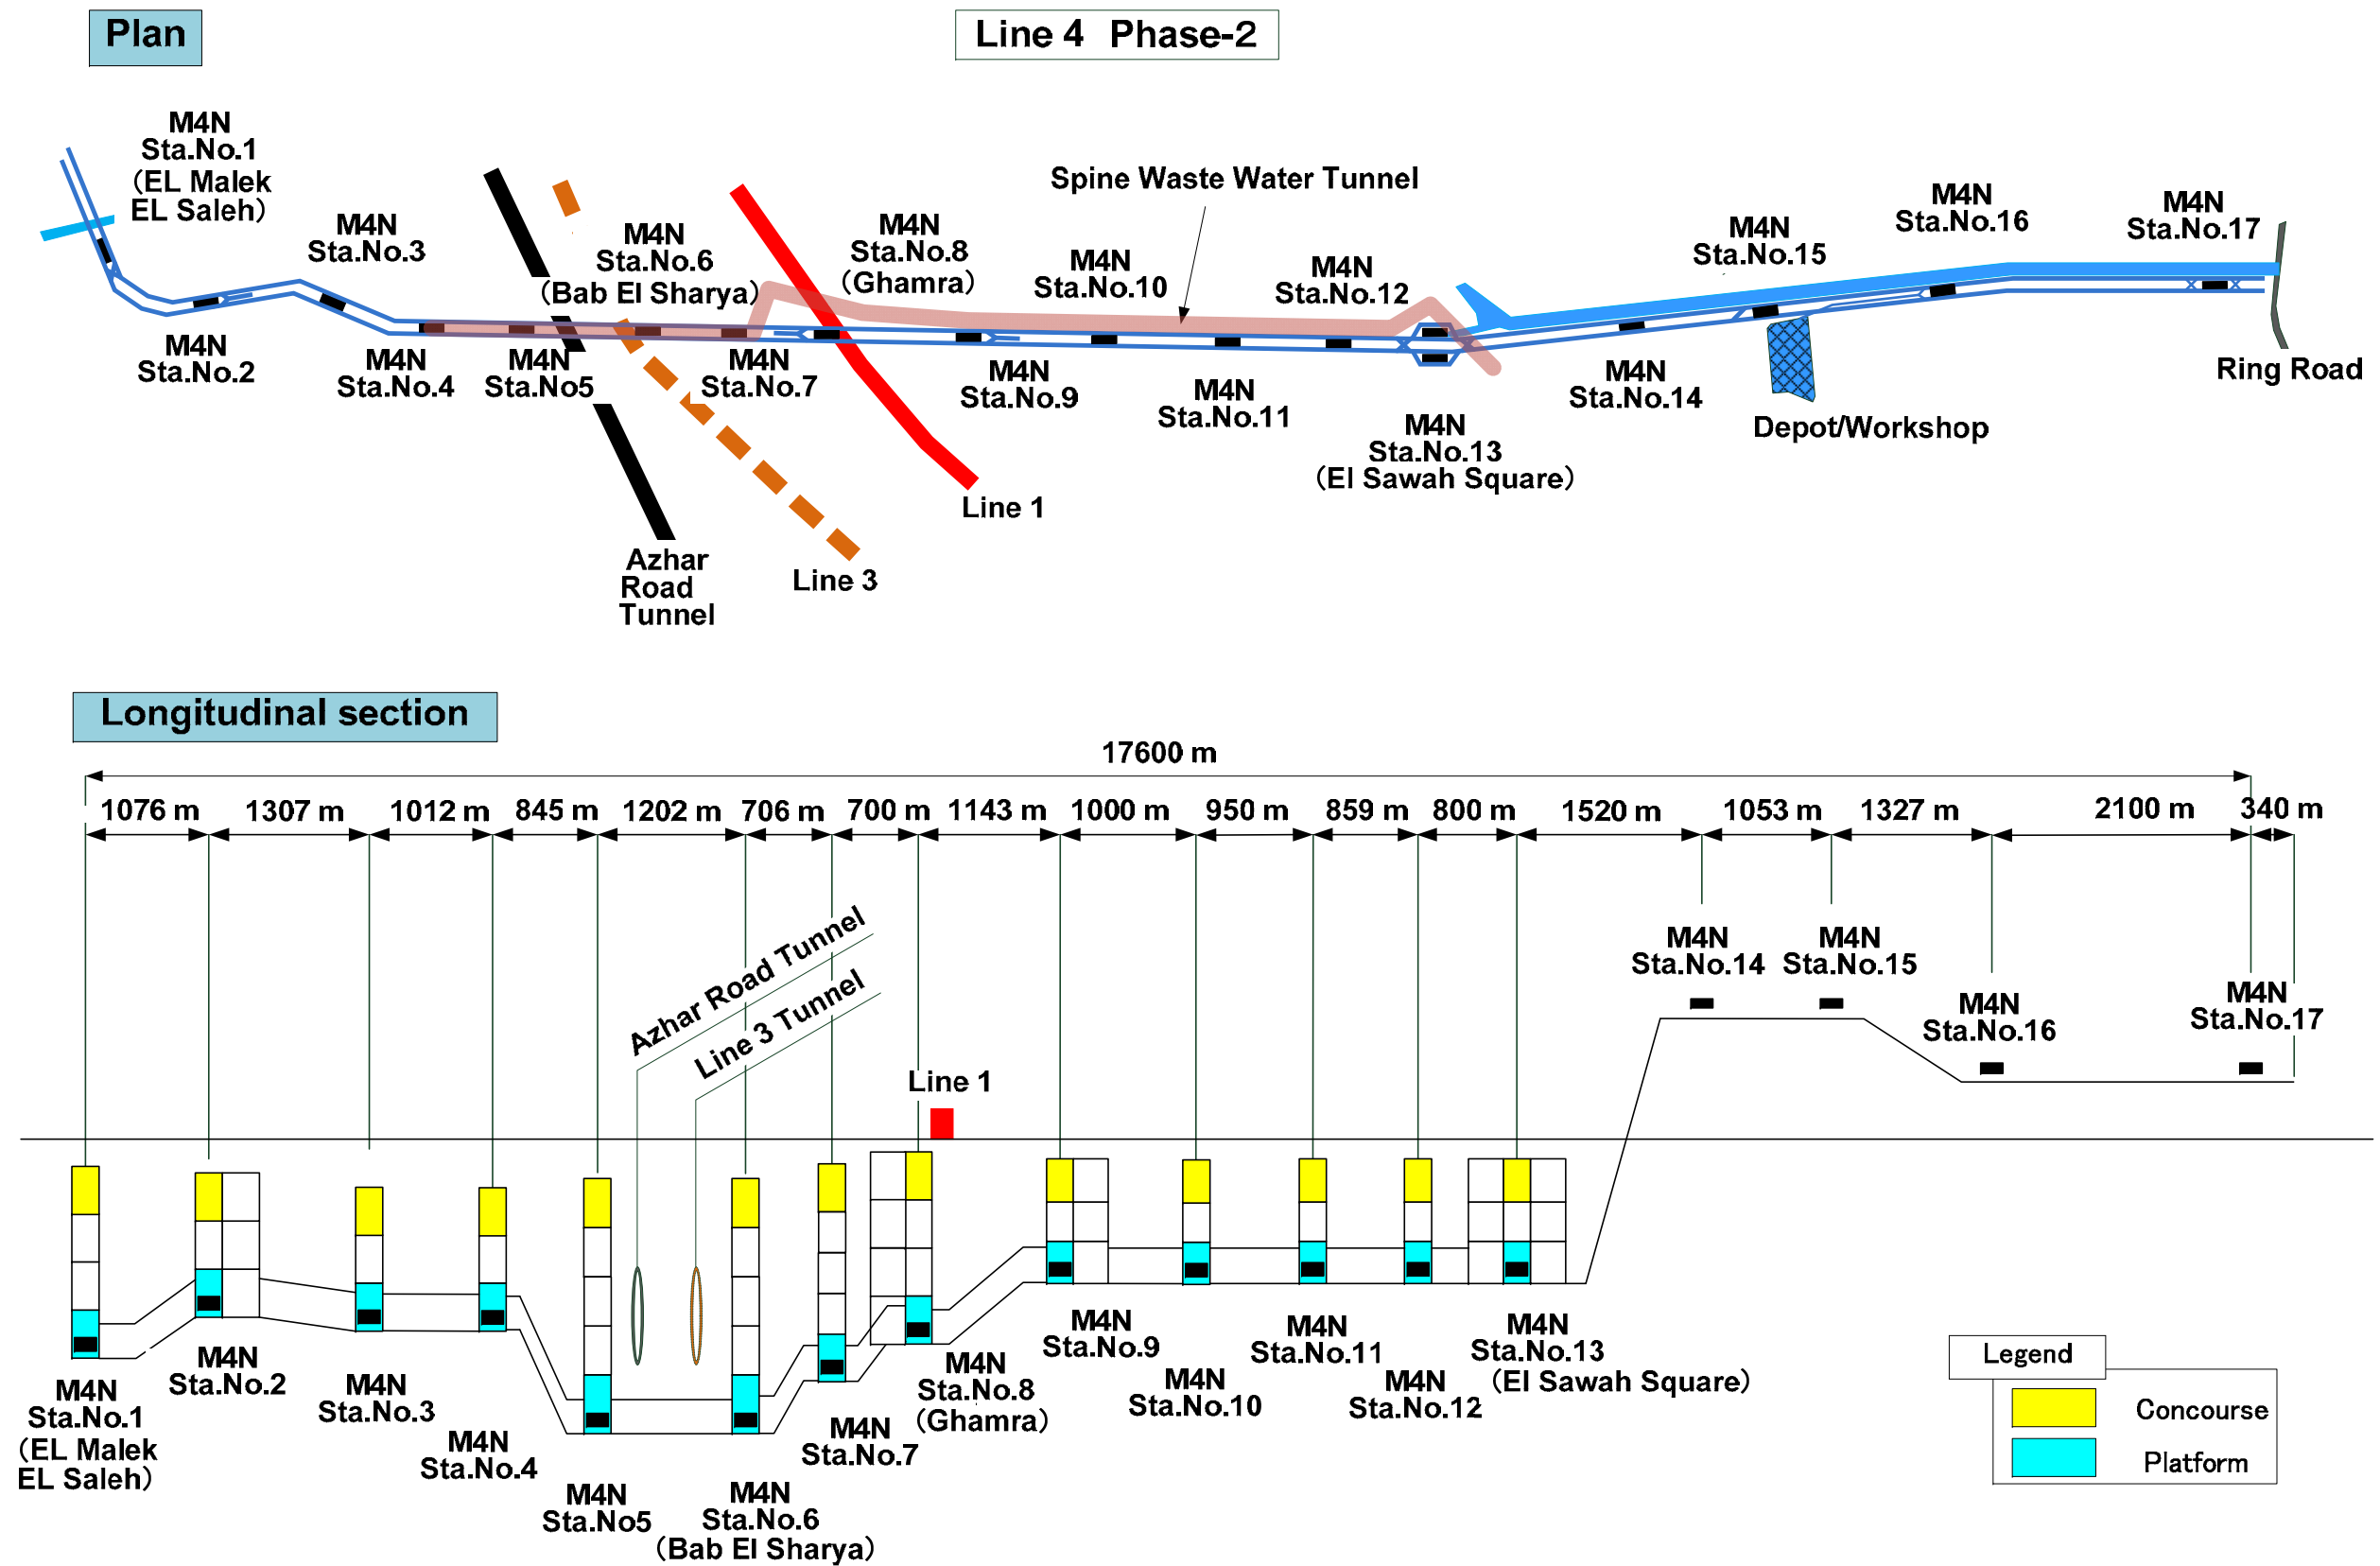 Plan
Line 4 Phase-2
M4N
Sta.No.1
(EL Malek
EL Saleh)
M4N
Sta.No.2
M4N
Sta.No.3
M4N
Sta.No.4
M4N
Sta.No5
M4N
Sta.No.6
(Bab El Sharya)
M4N
Sta.No.7
M4N
Sta.No.8
(Ghamra)
M4N
Sta.No.9
M4N
Sta.No.10
Spine Waste Water Tunnel
M4N
Sta.No.11
M4N
Sta.No.12
M4N
Sta.No.13
(El Sawah Square)
M4N
Sta.No.14
M4N
Sta.No.15
M4N
Sta.No.16
M4N
Sta.No.17
Ring Road
Depot/Workshop
Line 1
Line 3
Azhar
Road
Tunnel
Longitudinal section
17600 m
1076 m
1307 m
1012 m
845 m
1202 m
706 m
700 m
1143 m
1000 m
950 m
859 m
800 m
1520 m
1053 m
1327 m
2100 m
340 m
Azhar Road Tunnel
Line 3 Tunnel
Line 1
M4N
Sta.No.14
M4N
Sta.No.15
M4N
Sta.No.16
M4N
Sta.No.17
M4N
Sta.No.1
(EL Malek
EL Saleh)
M4N
Sta.No.2
M4N
Sta.No.3
M4N
Sta.No.4
M4N
Sta.No5
M4N
Sta.No.6
(Bab El Sharya)
M4N
Sta.No.7
M4N
Sta.No.8
(Ghamra)
M4N
Sta.No.9
M4N
Sta.No.10
M4N
Sta.No.11
M4N
Sta.No.12
M4N
Sta.No.13
(El Sawah Square)
Legend
Concourse
Platform